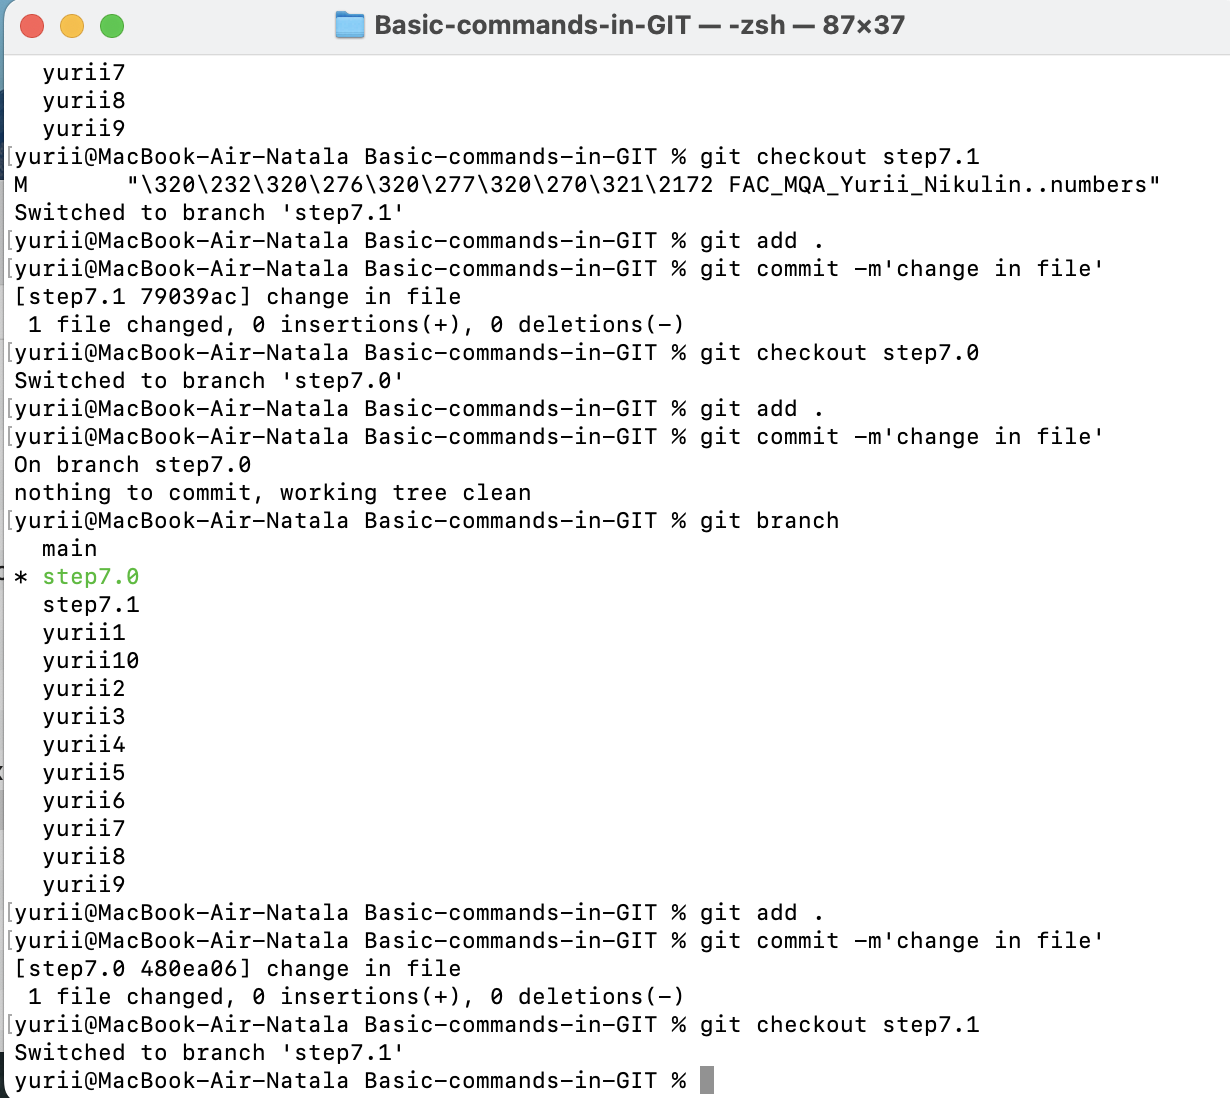 Basic-commands-in-GIT — -zsh — 87×37
yurii7
yurii8
yurii9
[yurii@MacBook-Air-Natala Basic-commands-in-GIT % git checkout step7.1
M "\320\232\320\276\320\277\320\270\321\2172 FAC_MQA_Yurii_Nikulin..numbers"
Switched to branch 'step7.1'
[yurii@MacBook-Air-Natala Basic-commands-in-GIT % git add .
[yurii@MacBook-Air-Natala Basic-commands-in-GIT % git commit -m'change in file'
[step7.1 79039ac] change in file
1 file changed, 0 insertions(+), 0 deletions(-)
[yurii@MacBook-Air-Natala Basic-commands-in-GIT % git checkout step7.0
Switched to branch 'step7.0'
[yurii@MacBook-Air-Natala Basic-commands-in-GIT % git add .
[yurii@MacBook-Air-Natala Basic-commands-in-GIT % git commit -m'change in file'
On branch step7.0
nothing to commit, working tree clean
[yurii@MacBook-Air-Natala Basic-commands-in-GIT % git branch
main
* step7.0
step7.1
yurii1
yurii10
yurii2
yurii3
yurii4
yurii5
yurii6
yurii7
yurii8
yurii9
[yurii@MacBook-Air-Natala Basic-commands-in-GIT % git add .
[yurii@MacBook-Air-Natala Basic-commands-in-GIT % git commit -m'change in file'
[step7.0 480ea06] change in file
1 file changed, 0 insertions(+), 0 deletions(-)
[yurii@MacBook-Air-Natala Basic-commands-in-GIT % git checkout step7.1
Switched to branch 'step7.1'
yurii@MacBook-Air-Natala Basic-commands-in-GIT %